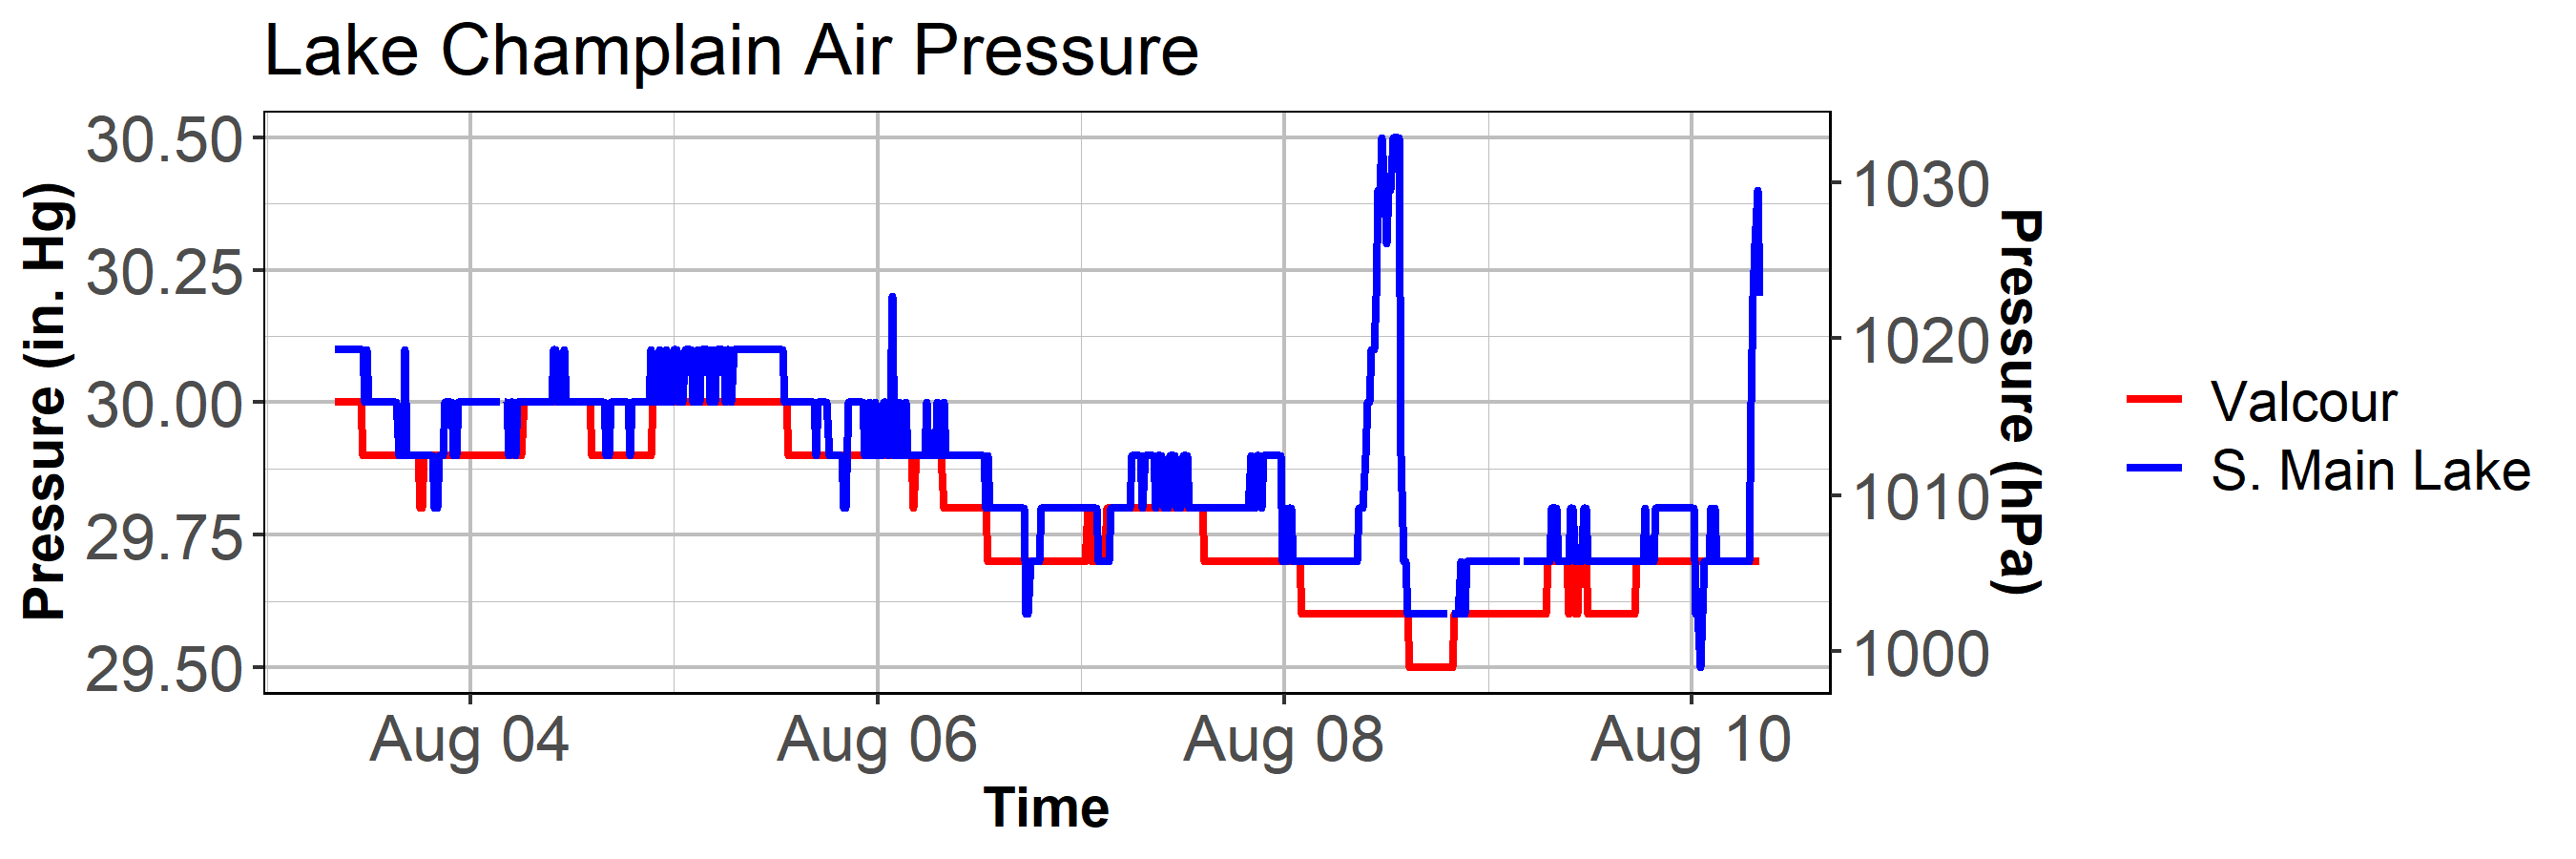 Lake Champlain Air Pressure
Pressure (in. Hg)
30.50
30.25
30.00
29.75
29.50
1030
1020
1010
1000
Pressure (hPa)
Aug 04
Aug 06
Aug 08
Aug 10
Time
Valcour
S. Main Lake